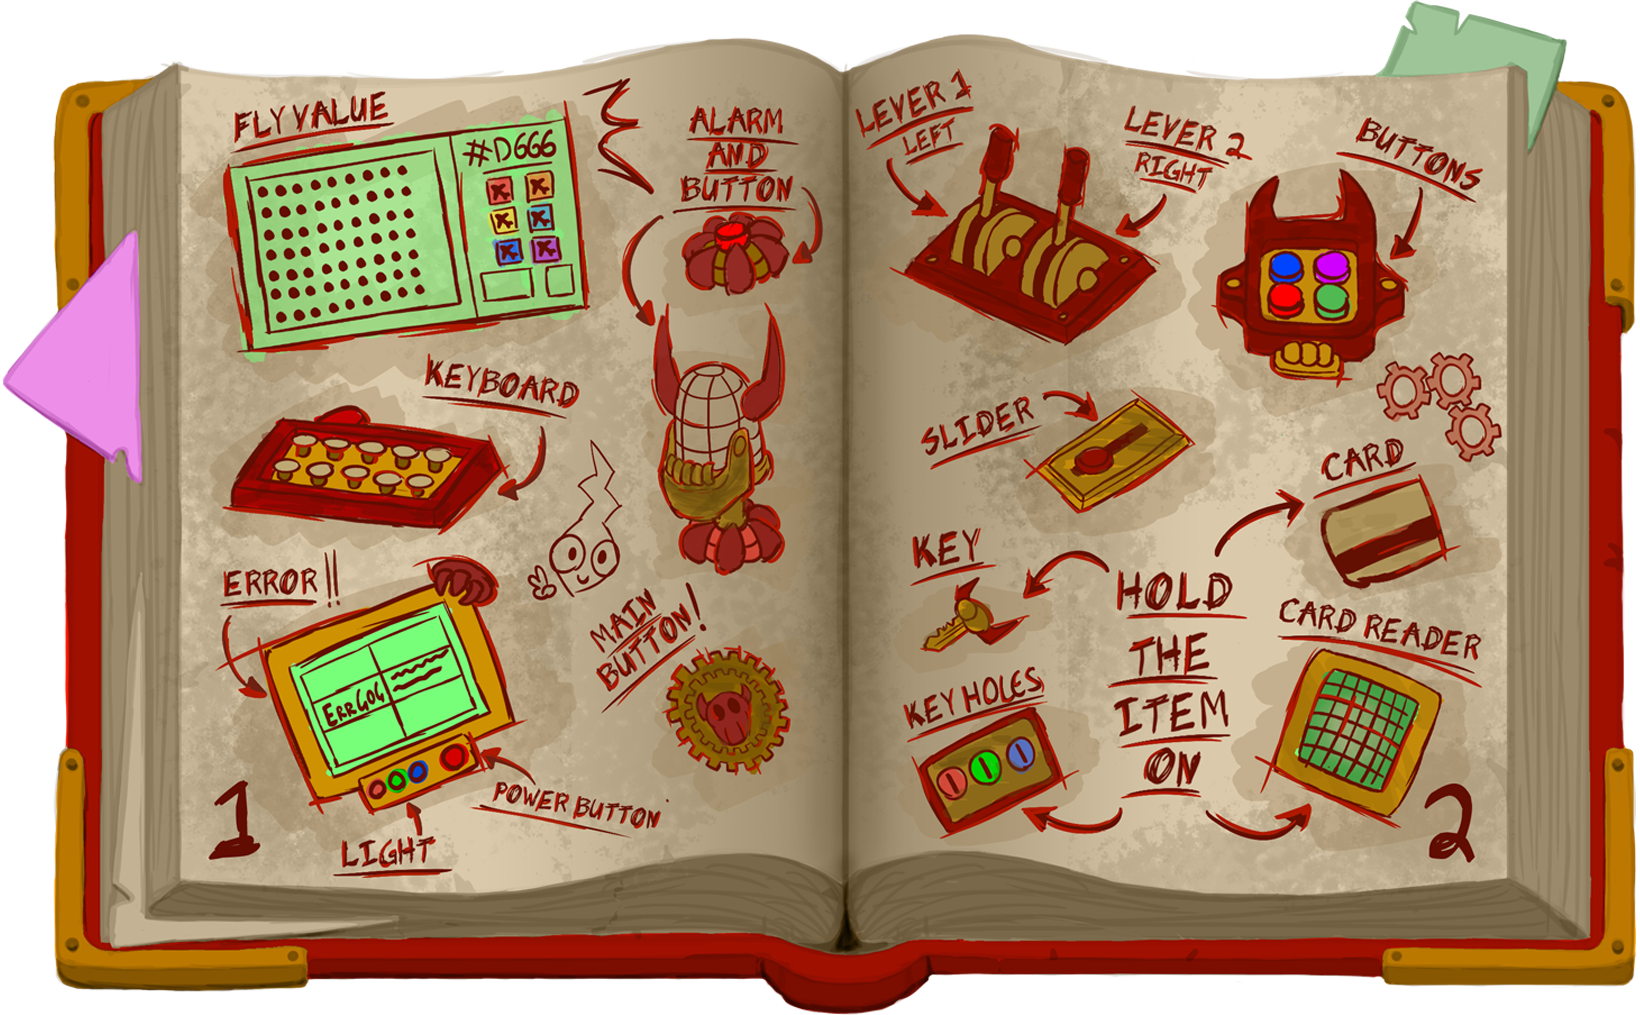 FLY VALUE
#D666
ALARM
AND
BUTTON
KEYBOARD
ERROR!!
ERRGOG
MAIN
BUTTON!
POWER BUTTON
LIGHT
1
LEVER 1
LEFT
LEVER 2
RIGHT
BUTTONS
SLIDER
CARD
KEY
HOLD
THE
ITEM
ON
CARD READER
KEY HOLES
2